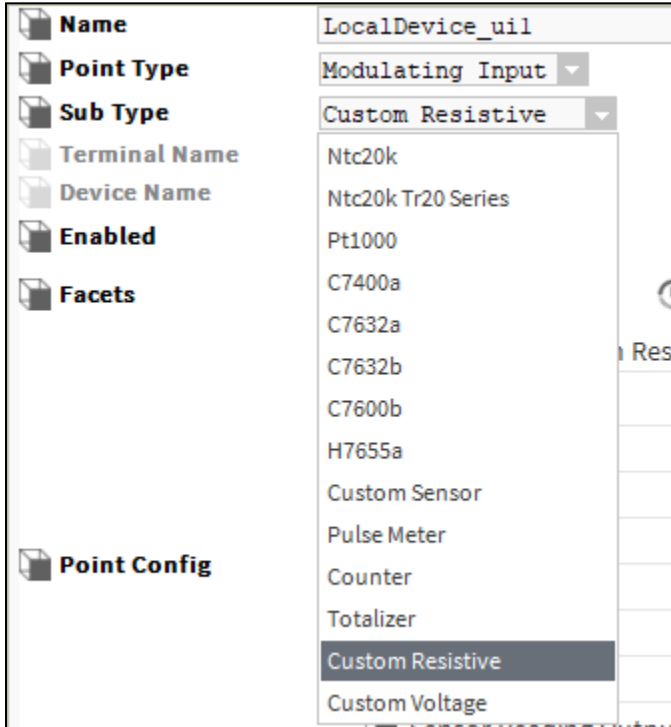 Name LocalDevice_ui1
Point Type Modulating Input
Sub Type Custom Resistive
Terminal Name
Device Name
Enabled
Facets
Point Config
Ntc20k
Ntc20k Tr20 Series
Pt1000
C7400a
C7632a
C7632b
C7600b
H7655a
Custom Sensor
Pulse Meter
Counter
Totalizer
Custom Resistive
Custom Voltage
Res